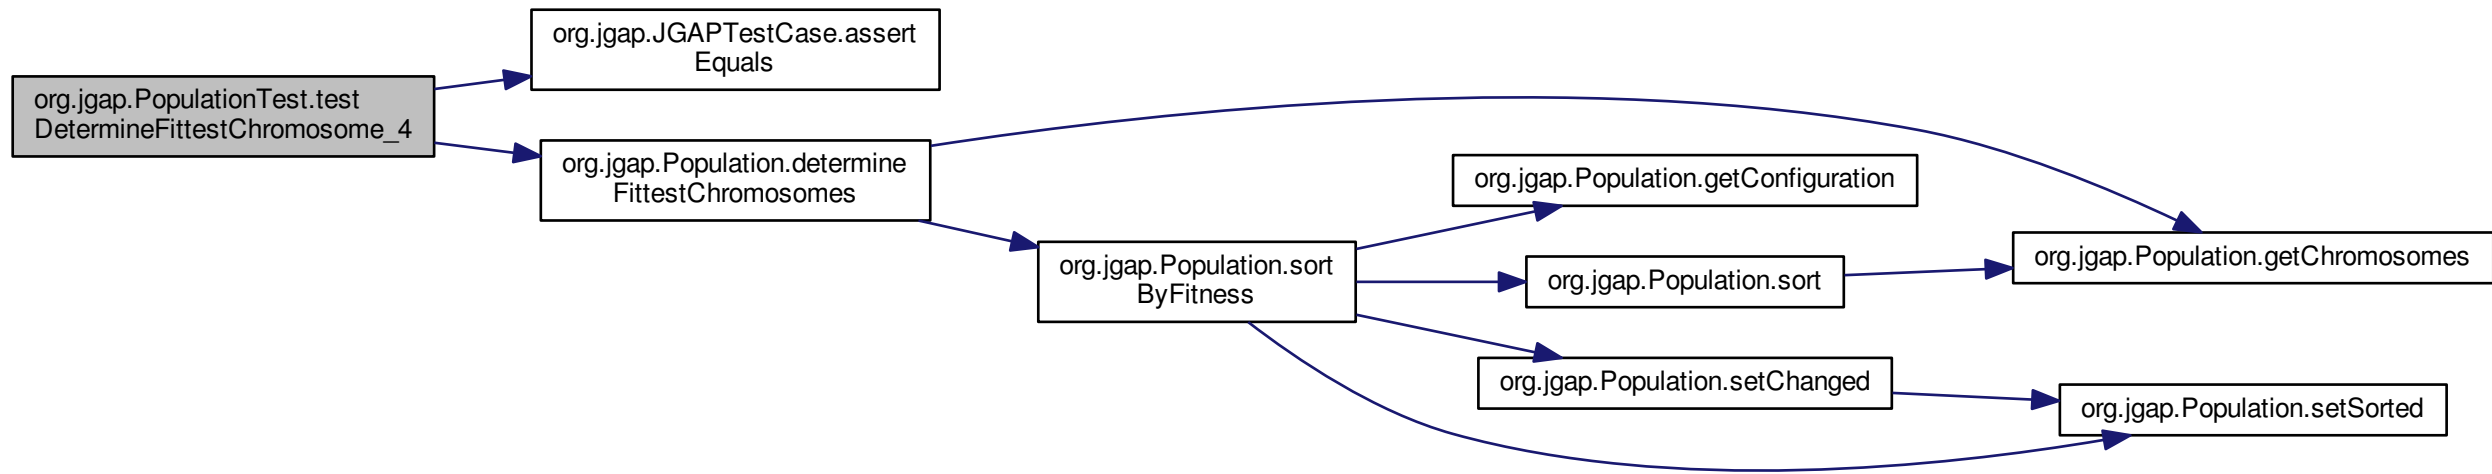 org.jgap.PopulationTest.test
DetermineFittestChromosome_4
org.jgap.JGAPTestCase.assert
Equals
org.jgap.Population.determine
FittestChromosomes
org.jgap.Population.sort
ByFitness
org.jgap.Population.getConfiguration
org.jgap.Population.sort
org.jgap.Population.setChanged
org.jgap.Population.getChromosomes
org.jgap.Population.setSorted